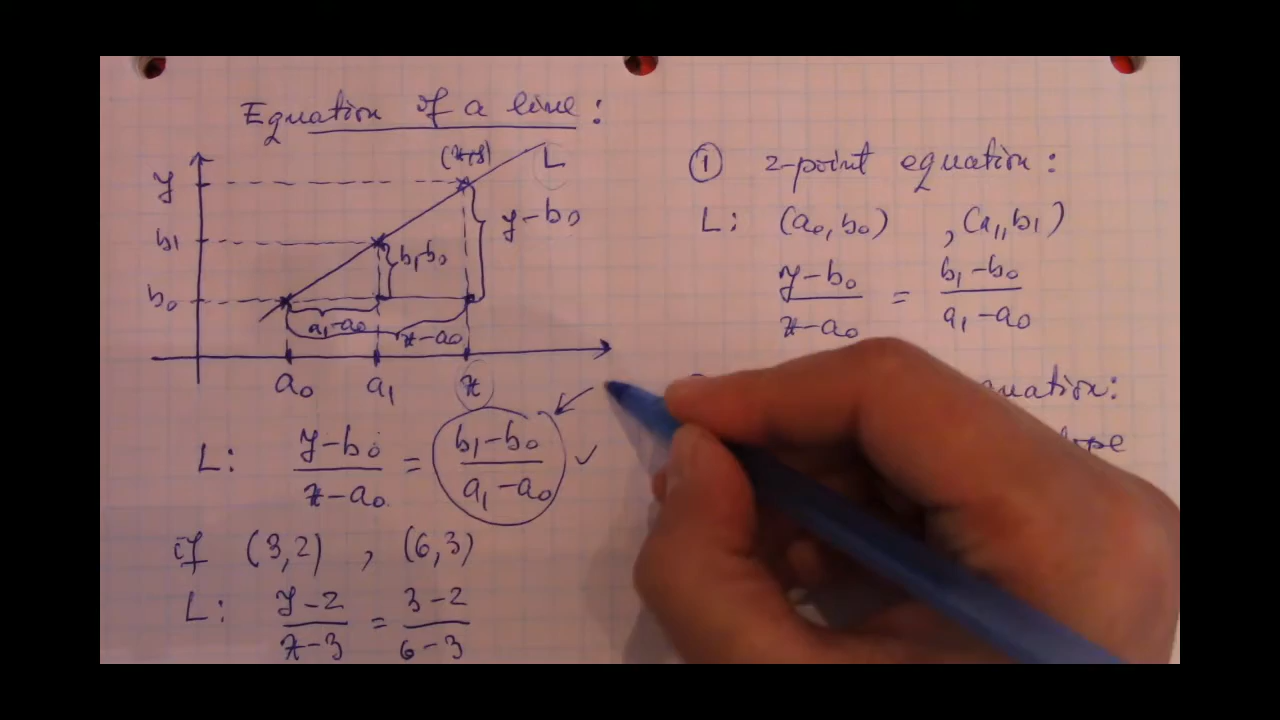 Equation of a line:
(x,y)
L
y
b₁
b₀
y-b₀
b₁-b₀
a₁-a₀
x-a₀
a₀ a₁ x
L: y-b₀ / x-a₀ = b₁-b₀ / a₁-a₀ ✓
if (3,2) , (6,3)
L: y-2 / x-3 = 3-2 / 6-3
① 2-point equation:
L: (a₀,b₀) , (a₁,b₁)
y-b₀ / x-a₀ = b₁-b₀ / a₁-a₀